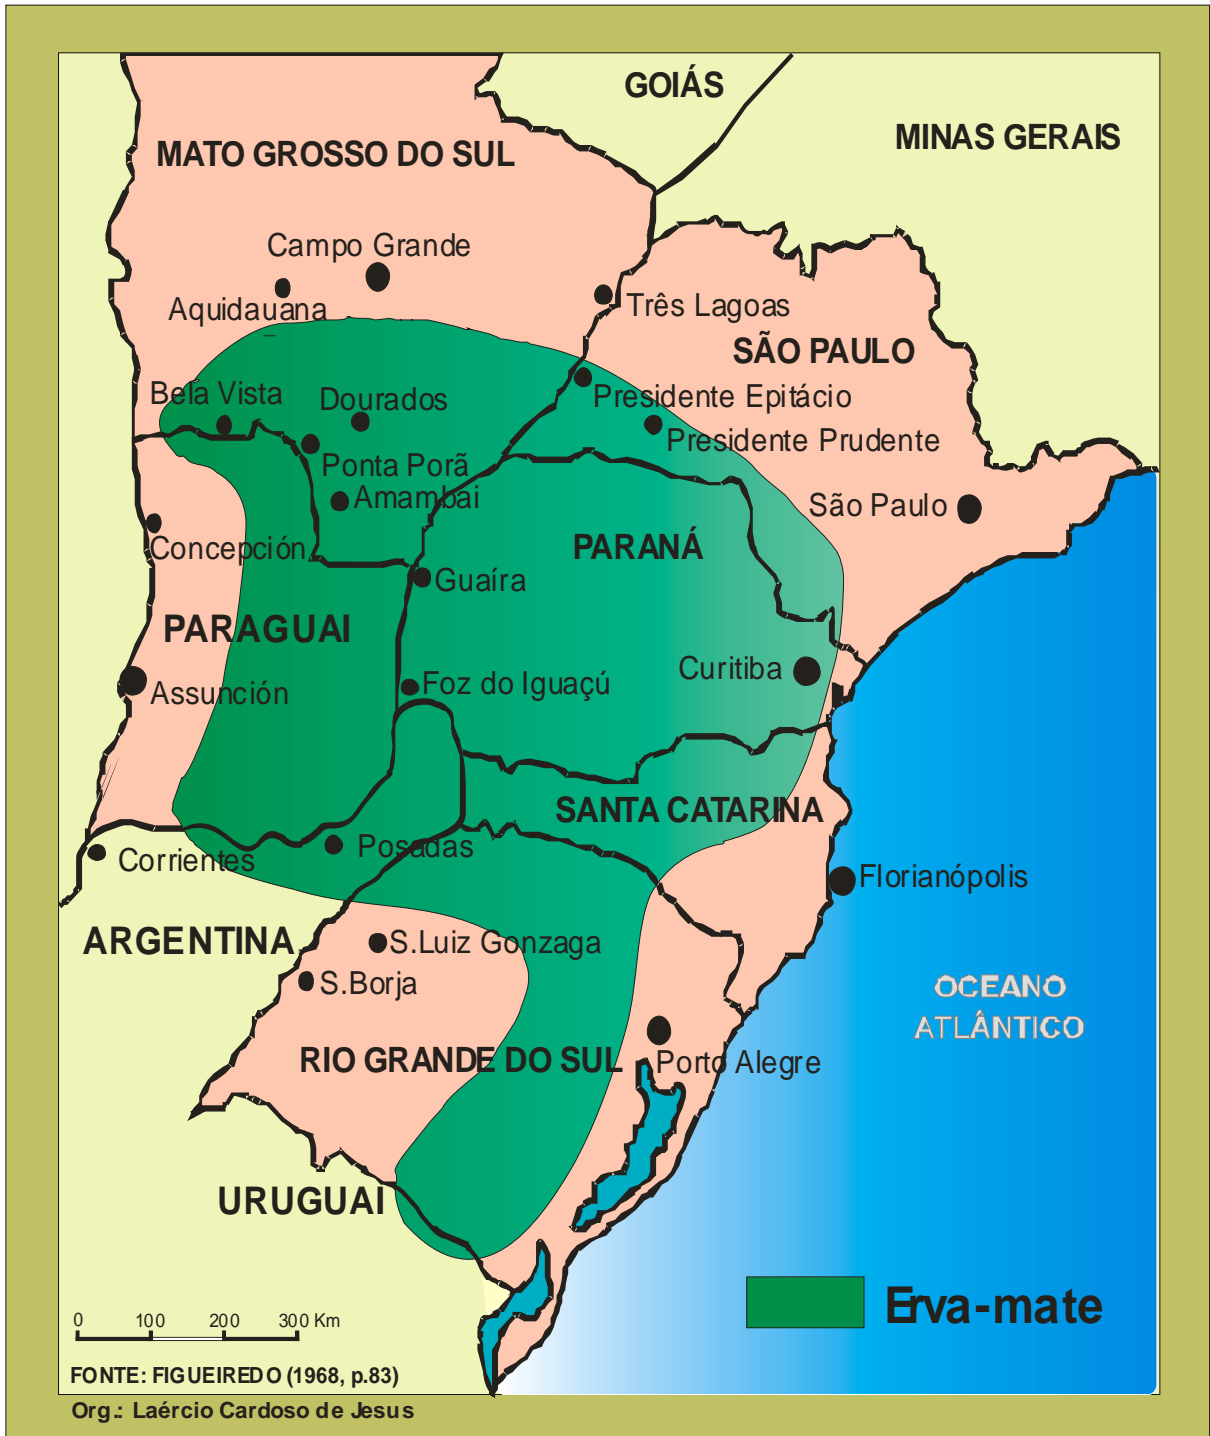 GOIÁS
MINAS GERAIS
MATO GROSSO DO SUL
Campo Grande
Aquidauana
Três Lagoas
SÃO PAULO
Bela Vista
Dourados
Presidente Epitácio
Presidente Prudente
Ponta Porã
Amambai
São Paulo
Concepción
PARANÁ
Guaíra
PARAGUAI
Curitiba
Assunción
Foz do Iguaçú
SANTA CATARINA
Corrientes
Posadas
Florianópolis
ARGENTINA
S.Luiz Gonzaga
S.Borja
OCEANO
ATLÂNTICO
RIO GRANDE DO SUL
Porto Alegre
URUGUAI
Erva-mate
0 100 200 300 Km
FONTE: FIGUEIREDO (1968, p.83)
Org.: Laércio Cardoso de Jesus